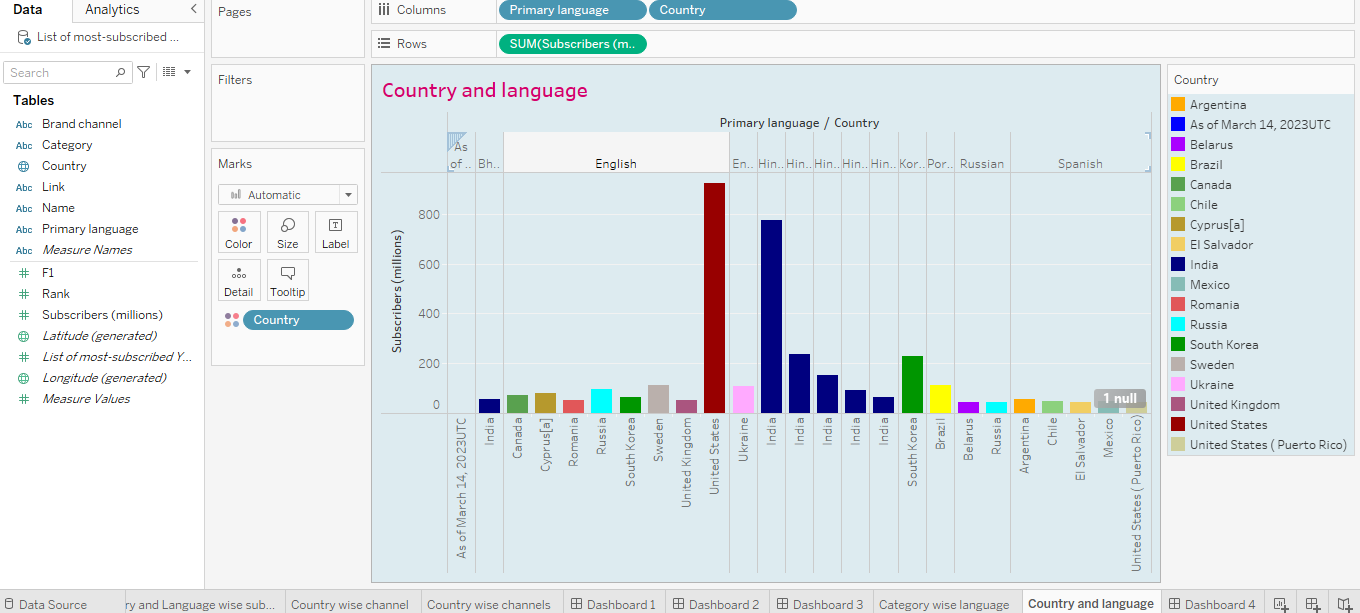 Data
Analytics
List of most-subscribed ...
Search
Tables
Abc Brand channel
Abc Category
Country
Abc Link
Abc Name
Abc Primary language
Abc Measure Names
F1
Rank
Subscribers (millions)
Latitude (generated)
List of most-subscribed Y...
Longitude (generated)
Measure Values
Pages
Filters
Marks
Automatic
Color
Size
Label
Detail
Tooltip
Country
Columns
Primary language
Country
Rows
SUM(Subscribers (m..
Country and language
Primary language / Country
As
of ..
Bh..
English
En..
Hin..
Hin..
Hin..
Hin..
Hin..
Kor..
Por..
Russian
Spanish
Subscribers (millions)
800
600
400
200
0
1 null
As of March 14, 2023UTC
India
Canada
Cyprus[a]
Romania
Russia
South Korea
Sweden
United Kingdom
United States
Ukraine
India
India
India
India
India
South Korea
Brazil
Belarus
Russia
Argentina
Chile
El Salvador
Mexico
United States ( Puerto Rico)
Country
Argentina
As of March 14, 2023UTC
Belarus
Brazil
Canada
Chile
Cyprus[a]
El Salvador
India
Mexico
Romania
Russia
South Korea
Sweden
Ukraine
United Kingdom
United States
United States ( Puerto Rico)
Data Source
ry and Language wise sub...
Country wise channel
Country wise channels
Dashboard 1
Dashboard 2
Dashboard 3
Category wise language
Country and language
Dashboard 4